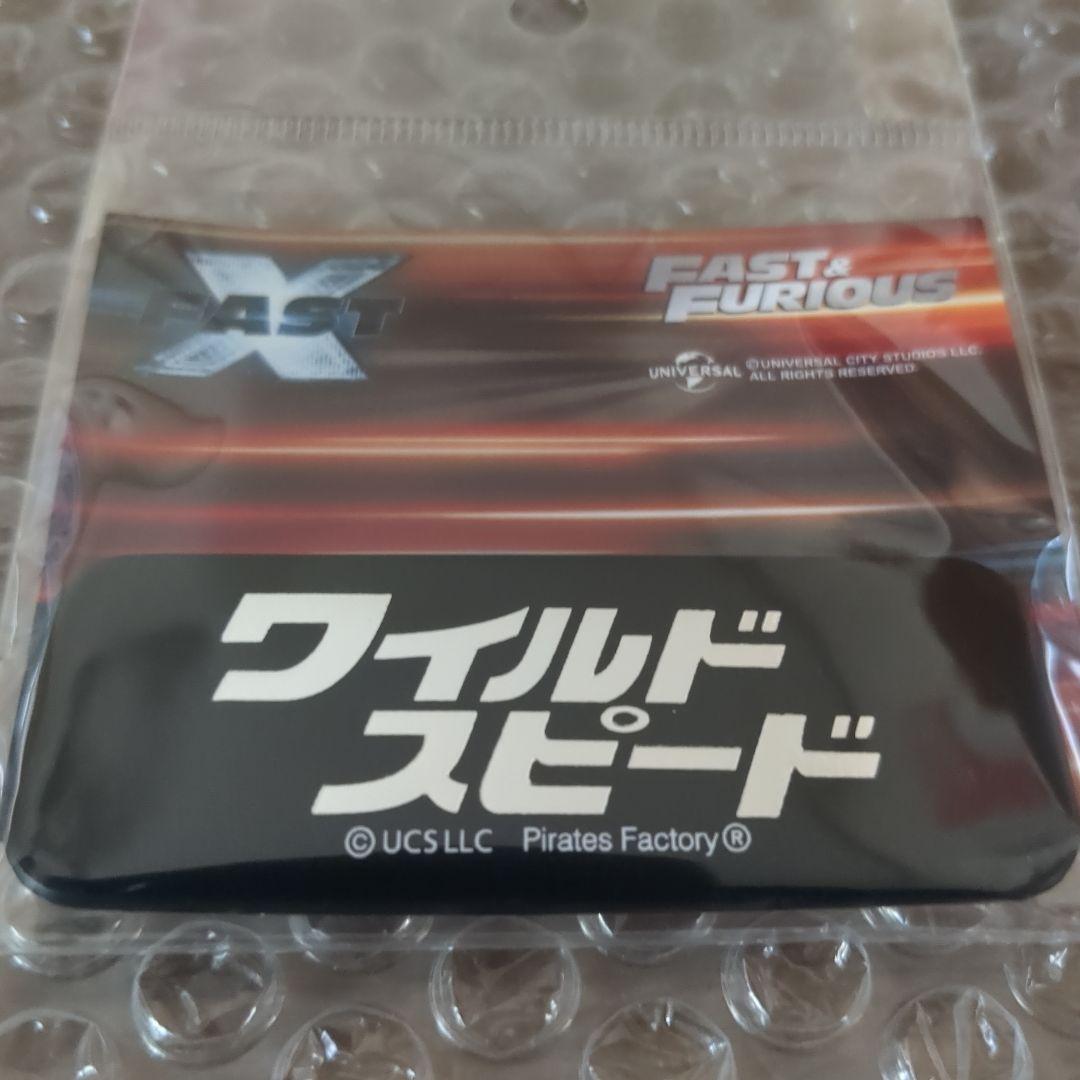 FAST X
FAST &
FURIOUS
UNIVERSAL
©UNIVERSAL CITY STUDIOS LLC.
ALL RIGHTS RESERVED.
ワイルド
スピード
©UCS LLC Pirates Factory®